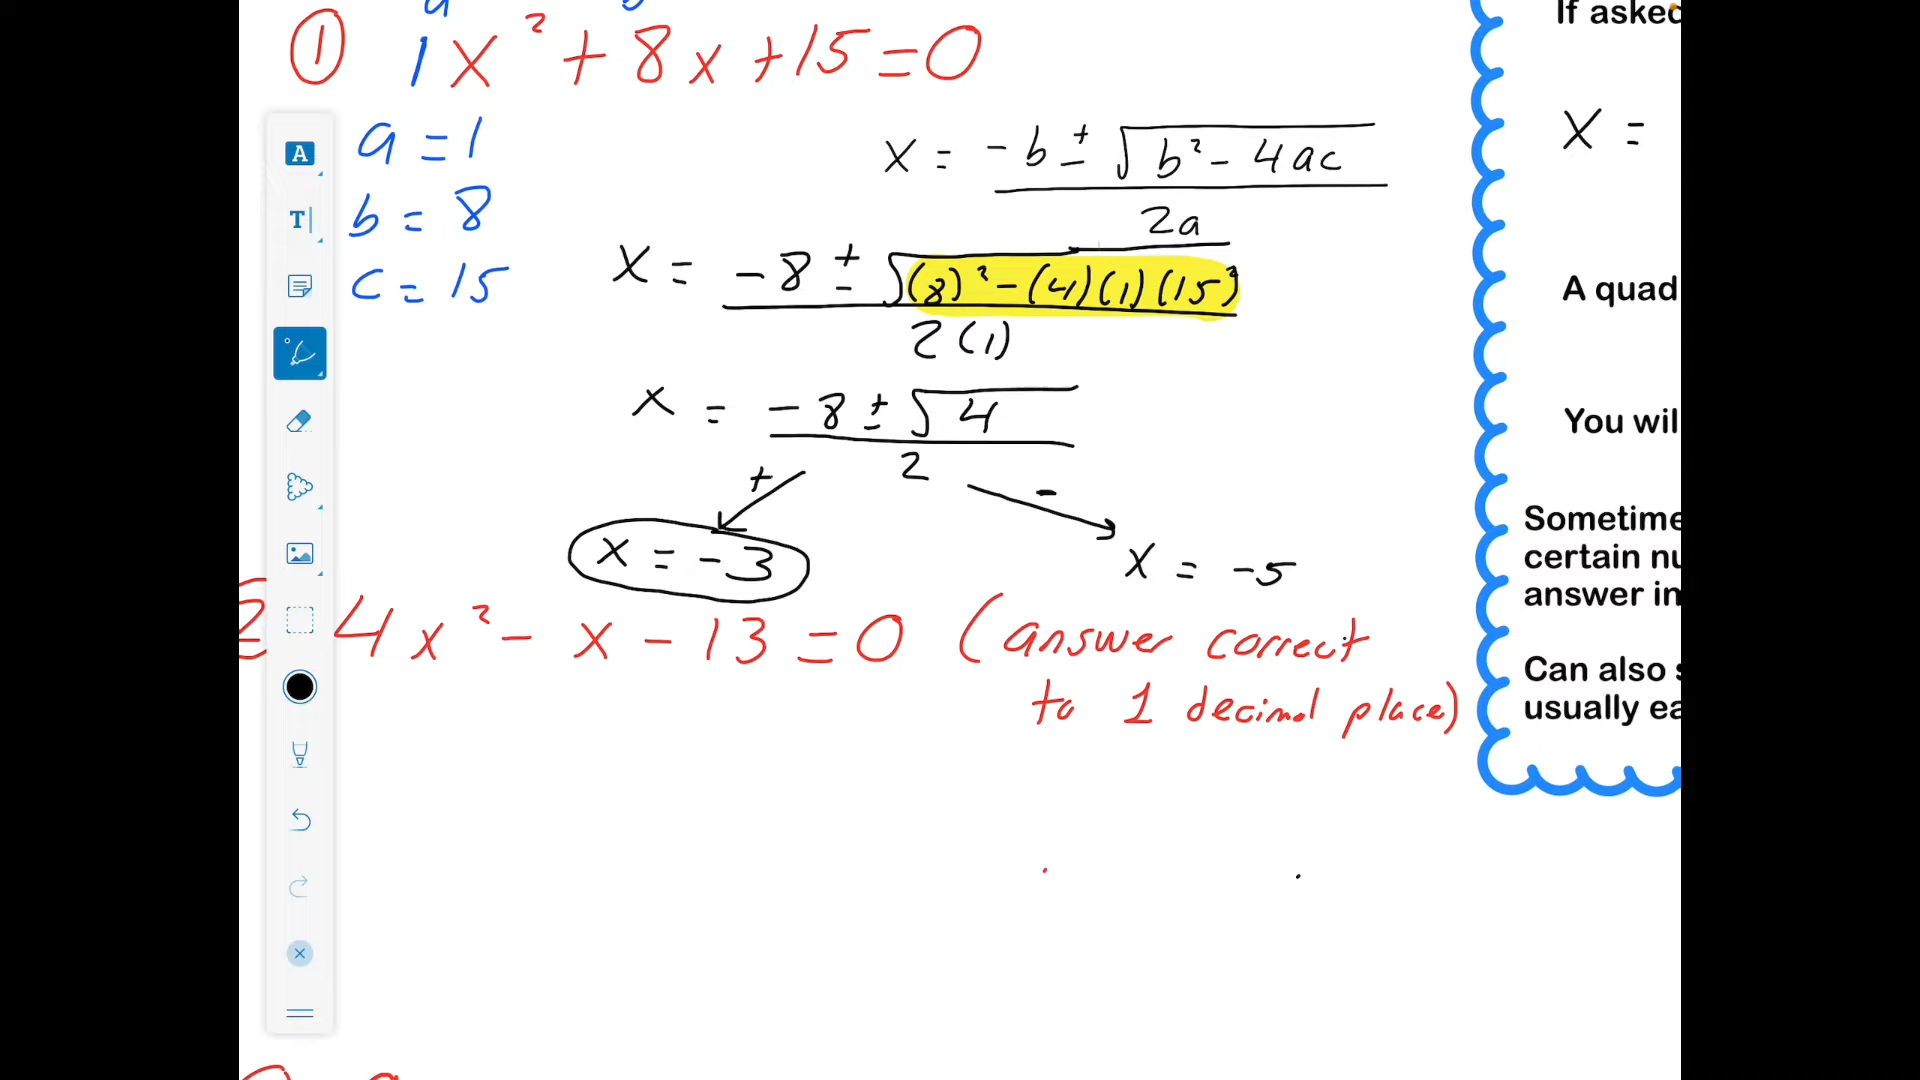 ① 1x² + 8x + 15 = 0
a = 1
b = 8
c = 15
x = -b ± √b² - 4ac
2a
x = -8 ± √(8)² - (4)(1)(15)
2(1)
x = -8 ± √4
2
+ -
x = -3
x = -5
② 4x² - x - 13 = 0 (answer correct
to 1 decimal place)
If asked
X =
A quad
You wil
Sometime
certain nu
answer in
Can also s
usually ea
A
T